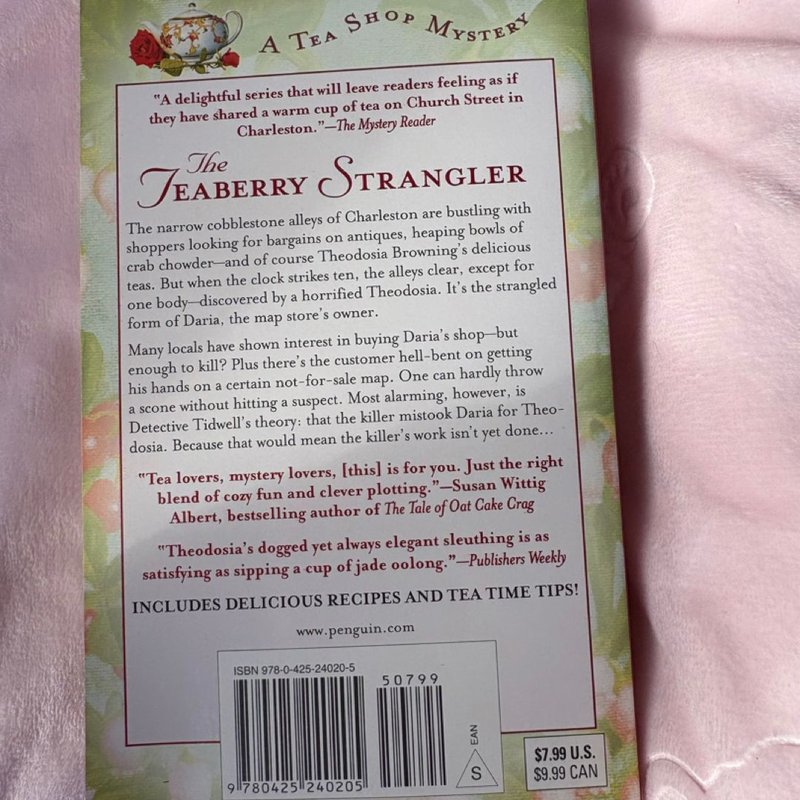 A TEA SHOP MYSTERY
"A delightful series that will leave readers feeling as if
they have shared a warm cup of tea on Church Street in
Charleston."—The Mystery Reader
The
TEABERRY STRANGLER
The narrow cobblestone alleys of Charleston are bustling with
shoppers looking for bargains on antiques, heaping bowls of
crab chowder—and of course Theodosia Browning's delicious
teas. But when the clock strikes ten, the alleys clear, except for
one body—discovered by a horrified Theodosia. It's the strangled
form of Daria, the map store's owner.
Many locals have shown interest in buying Daria's shop—but
enough to kill? Plus there's the customer hell-bent on getting
his hands on a certain not-for-sale map. One can hardly throw
a scone without hitting a suspect. Most alarming, however, is
Detective Tidwell's theory: that the killer mistook Daria for Theo-
dosia. Because that would mean the killer's work isn't yet done...
"Tea lovers, mystery lovers, [this] is for you. Just the right
blend of cozy fun and clever plotting."—Susan Wittig
Albert, bestselling author of The Tale of Oat Cake Crag
"Theodosia's dogged yet always elegant sleuthing is as
satisfying as sipping a cup of jade oolong."—Publishers Weekly
INCLUDES DELICIOUS RECIPES AND TEA TIME TIPS!
www.penguin.com
ISBN 978-0-425-24020-5
50799
9 780425 240205
EAN
S
$7.99 U.S.
$9.99 CAN